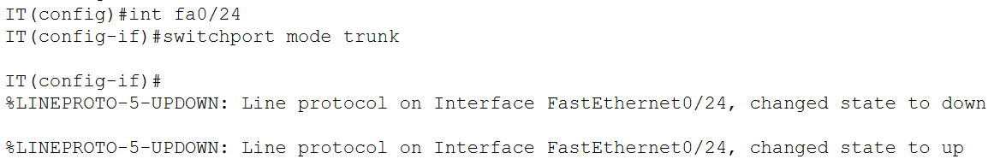 IT(config)#int fa0/24
IT(config-if)#switchport mode trunk
IT(config-if)#
%LINEPROTO-5-UPDOWN: Line protocol on Interface FastEthernet0/24, changed state to down
%LINEPROTO-5-UPDOWN: Line protocol on Interface FastEthernet0/24, changed state to up